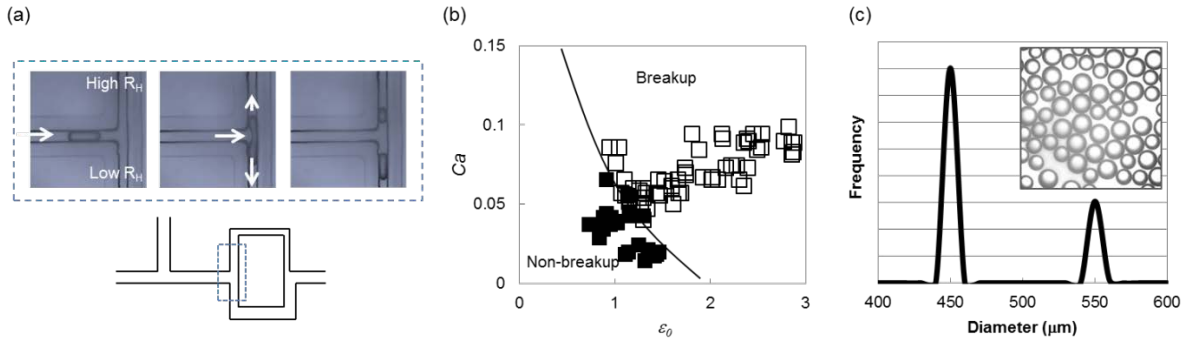 (a)
High R_H
Low R_H
(b)
0.15
0.1
0.05
0
Ca
Breakup
Non-breakup
0
1
2
3
ε_0
(c)
Frequency
400
450
500
550
600
Diameter (μm)